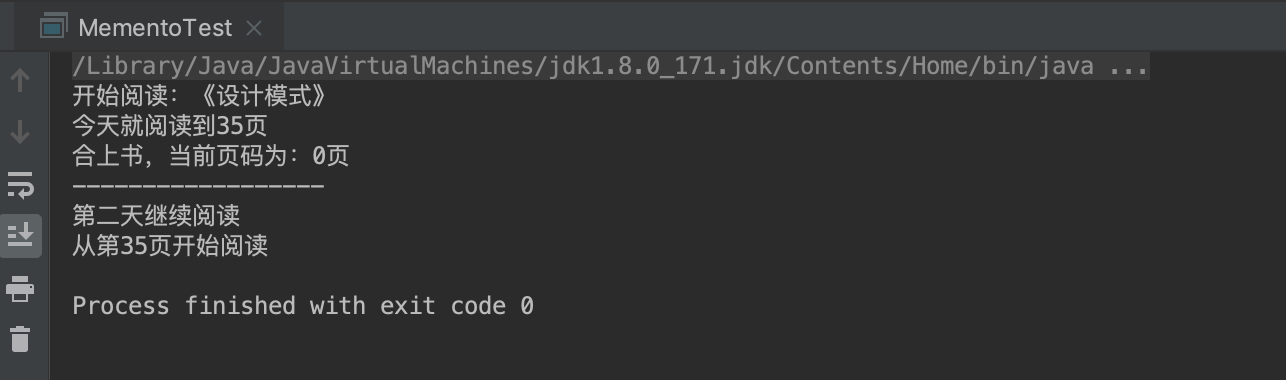 MementoTest
/Library/Java/JavaVirtualMachines/jdk1.8.0_171.jdk/Contents/Home/bin/java ...
开始阅读：《设计模式》
今天就阅读到35页
合上书，当前页码为：0页
------------------
第二天继续阅读
从第35页开始阅读
Process finished with exit code 0